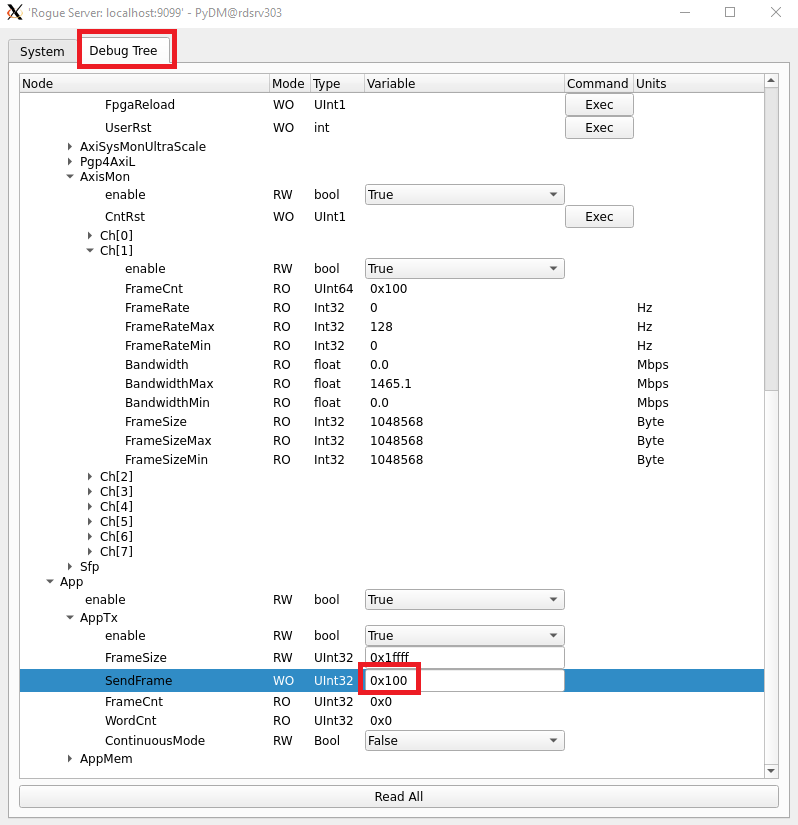 'Rogue Server: localhost:9099' - PyDM@rdsrv303
System Debug Tree
Node Mode Type Variable Command Units
FpgaReload WO UInt1 Exec
UserRst WO int Exec
AxiSysMonUltraScale
Pgp4AxiL
AxisMon
enable RW bool True
CntRst WO UInt1 Exec
Ch[0]
Ch[1]
enable RW bool True
FrameCnt RO UInt64 0x100
FrameRate RO Int32 0 Hz
FrameRateMax RO Int32 128 Hz
FrameRateMin RO Int32 0 Hz
Bandwidth RO float 0.0 Mbps
BandwidthMax RO float 1465.1 Mbps
BandwidthMin RO float 0.0 Mbps
FrameSize RO Int32 1048568 Byte
FrameSizeMax RO Int32 1048568 Byte
FrameSizeMin RO Int32 1048568 Byte
Ch[2]
Ch[3]
Ch[4]
Ch[5]
Ch[6]
Ch[7]
Sfp
App
enable RW bool True
AppTx
enable RW bool True
FrameSize RW UInt32 0x1ffff
SendFrame WO UInt32 0x100
FrameCnt RO UInt32 0x0
WordCnt RO UInt32 0x0
ContinuousMode RW Bool False
AppMem
Read All